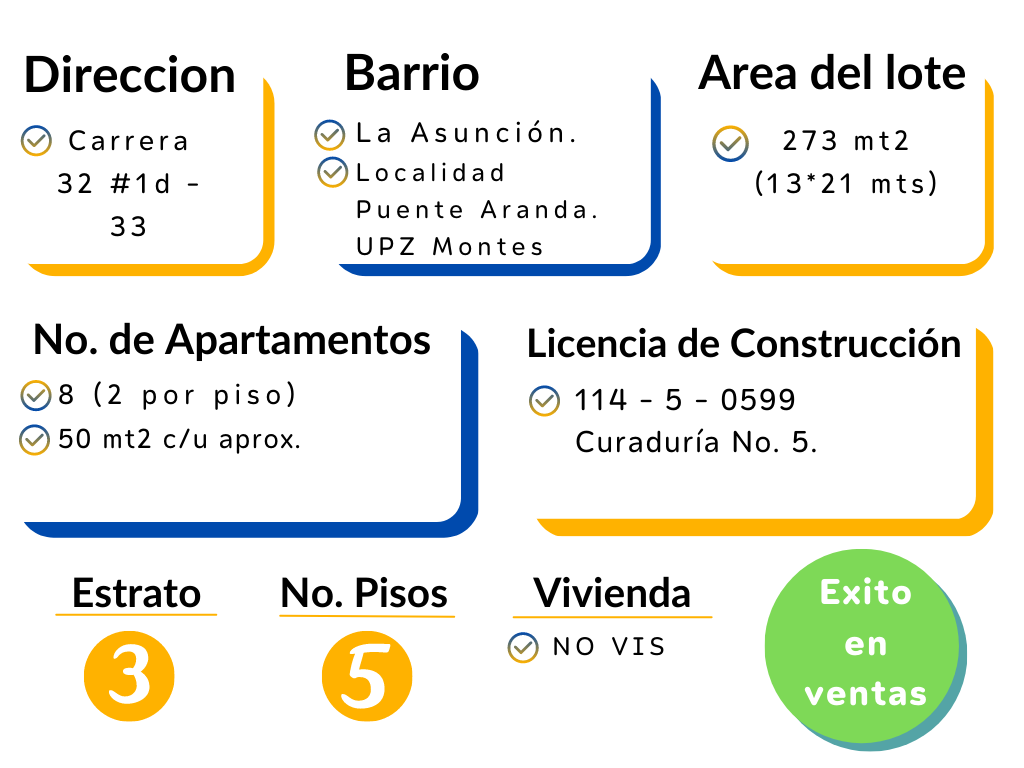 Direccion
Carrera
32 #1d -
33
Barrio
La Asunción.
Localidad
Puente Aranda.
UPZ Montes
Area del lote
273 mt2
(13*21 mts)
No. de Apartamentos
8 (2 por piso)
50 mt2 c/u aprox.
Licencia de Construcción
114 - 5 - 0599
Curaduría No. 5.
Estrato
3
No. Pisos
5
Vivienda
NO VIS
Exito
en
ventas